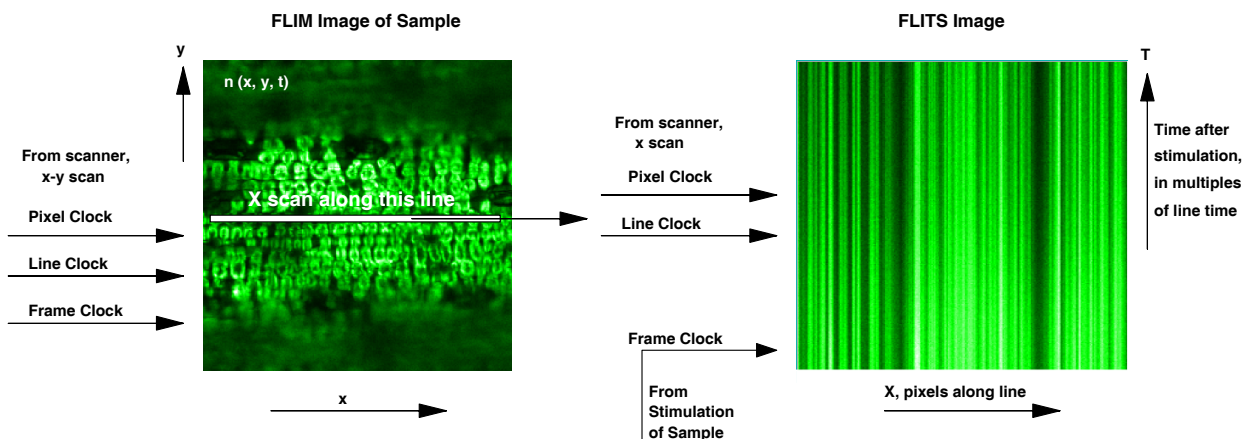 FLIM Image of Sample
y
n (x, y, t)
From scanner,
x-y scan
X scan along this line
Pixel Clock
Line Clock
Frame Clock
x
FLITS Image
T
From scanner,
x scan
Pixel Clock
Line Clock
Time after
stimulation,
in multiples
of line time
Frame Clock
From
Stimulation
of Sample
X, pixels along line